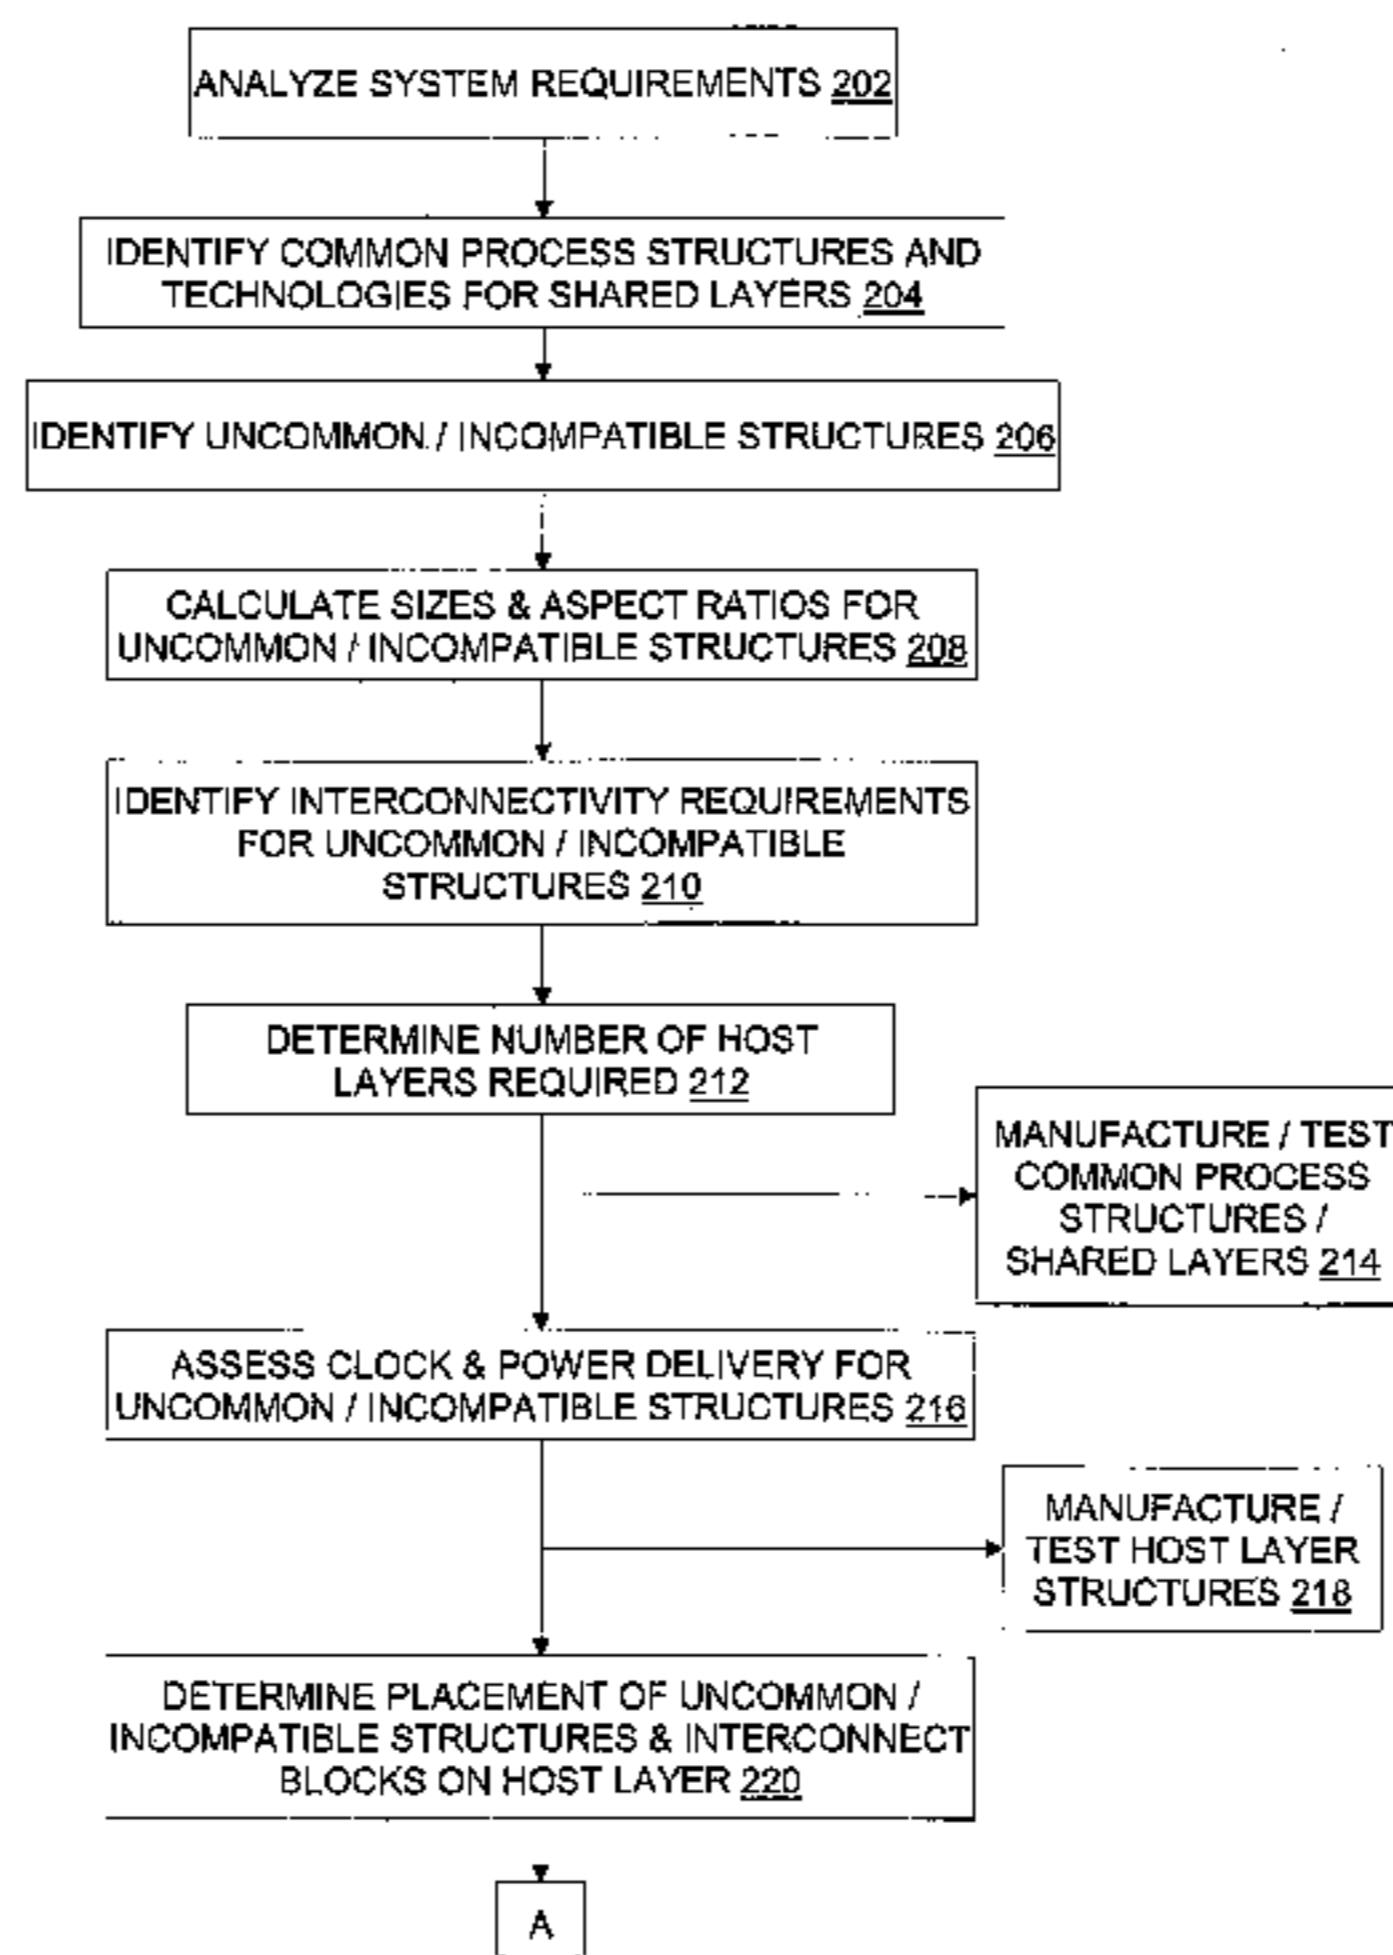 ANALYZE SYSTEM REQUIREMENTS 202
IDENTIFY COMMON PROCESS STRUCTURES AND
TECHNOLOGIES FOR SHARED LAYERS 204
IDENTIFY UNCOMMON / INCOMPATIBLE STRUCTURES 206
CALCULATE SIZES & ASPECT RATIOS FOR
UNCOMMON / INCOMPATIBLE STRUCTURES 208
IDENTIFY INTERCONNECTIVITY REQUIREMENTS
FOR UNCOMMON / INCOMPATIBLE
STRUCTURES 210
DETERMINE NUMBER OF HOST
LAYERS REQUIRED 212
MANUFACTURE / TEST
COMMON PROCESS
STRUCTURES /
SHARED LAYERS 214
ASSESS CLOCK & POWER DELIVERY FOR
UNCOMMON / INCOMPATIBLE STRUCTURES 216
MANUFACTURE /
TEST HOST LAYER
STRUCTURES 218
DETERMINE PLACEMENT OF UNCOMMON /
INCOMPATIBLE STRUCTURES & INTERCONNECT
BLOCKS ON HOST LAYER 220
A